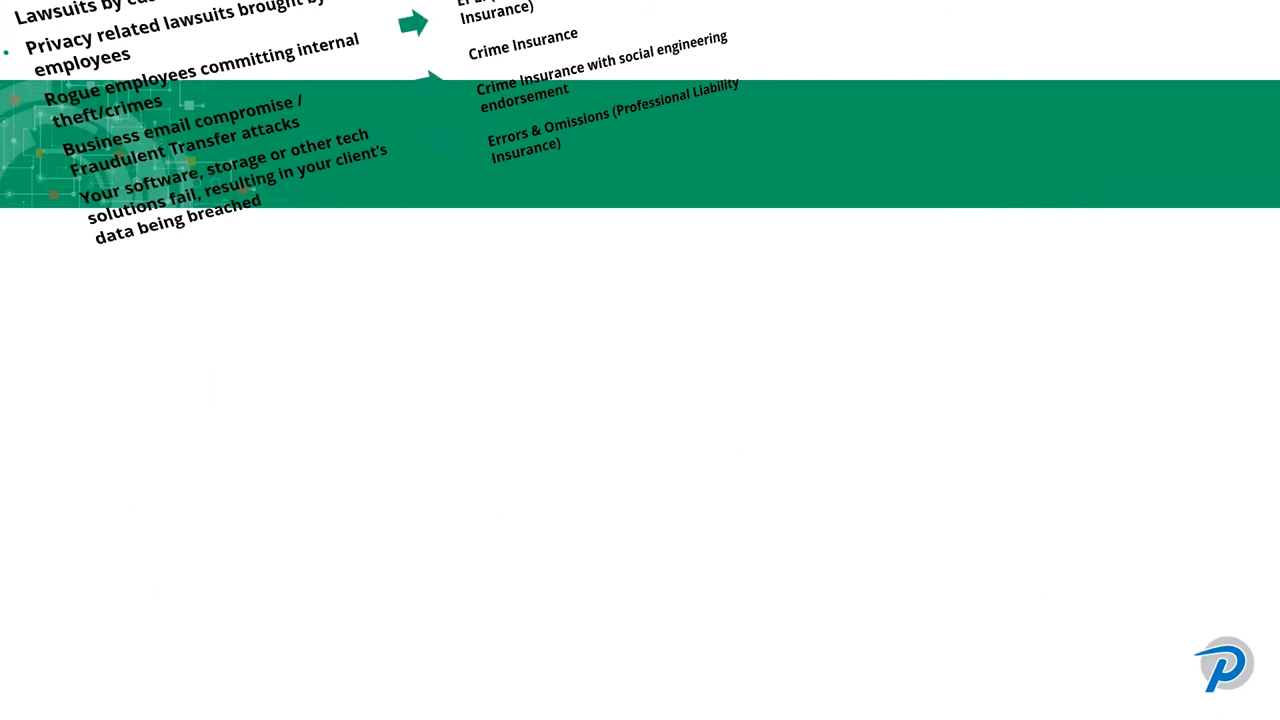 Lawsuits by
Privacy related lawsuits brought by
employees
Rogue employees committing internal
theft/crimes
Business email compromise /
Fraudulent Transfer attacks
Your software, storage or other tech
solutions fail, resulting in your client's
data being breached
Insurance)
Crime Insurance
Crime Insurance with social engineering
endorsement
Errors & Omissions (Professional Liability
Insurance)